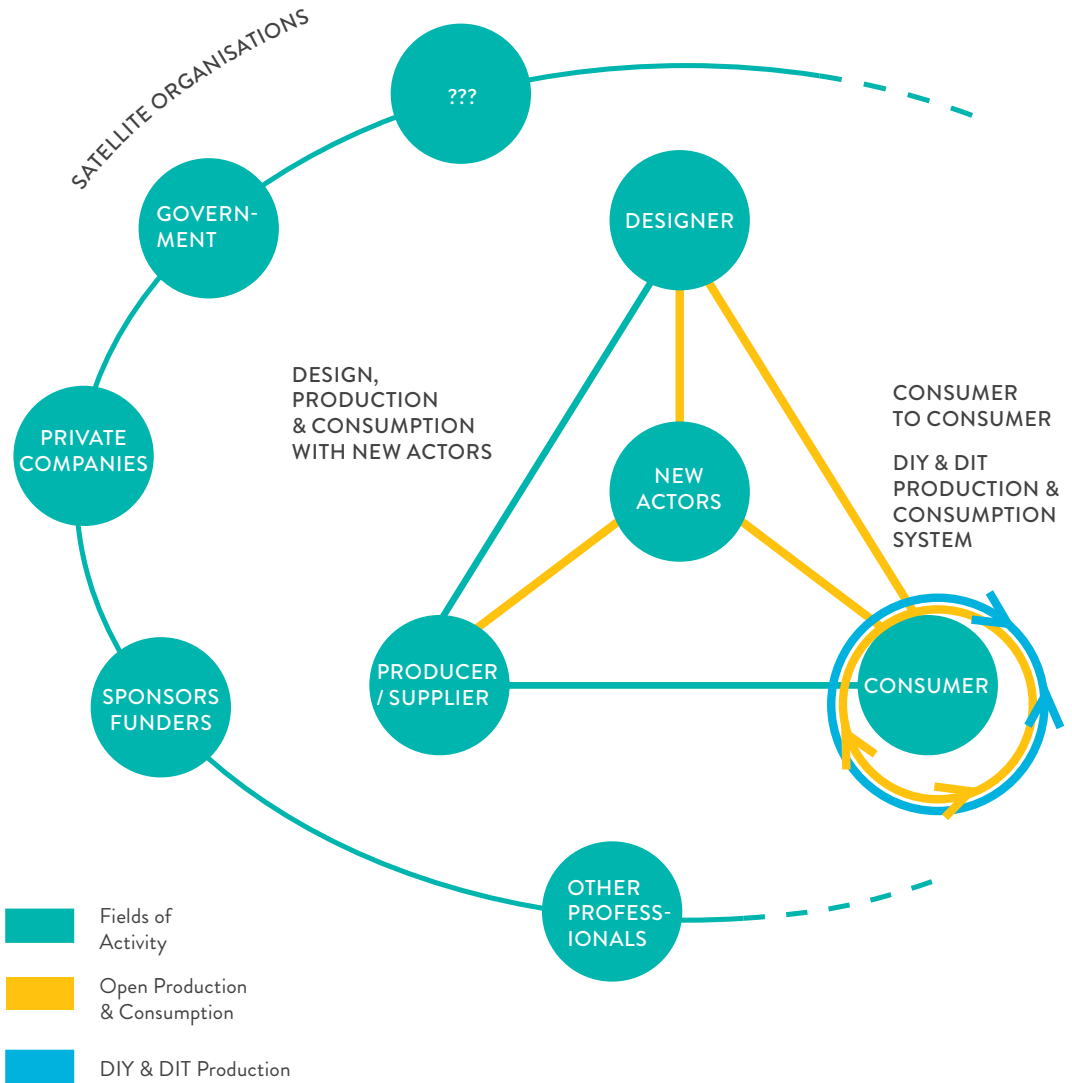 SATELLITE ORGANISATIONS
???
GOVERN-
MENT
DESIGNER
DESIGN,
PRODUCTION
& CONSUMPTION
WITH NEW ACTORS
CONSUMER
TO CONSUMER
DIY & DIT
PRODUCTION &
CONSUMPTION
SYSTEM
PRIVATE
COMPANIES
NEW
ACTORS
PRODUCER
/ SUPPLIER
CONSUMER
SPONSORS
FUNDERS
OTHER
PROFESS-
IONALS
Fields of
Activity
Open Production
& Consumption
DIY & DIT Production